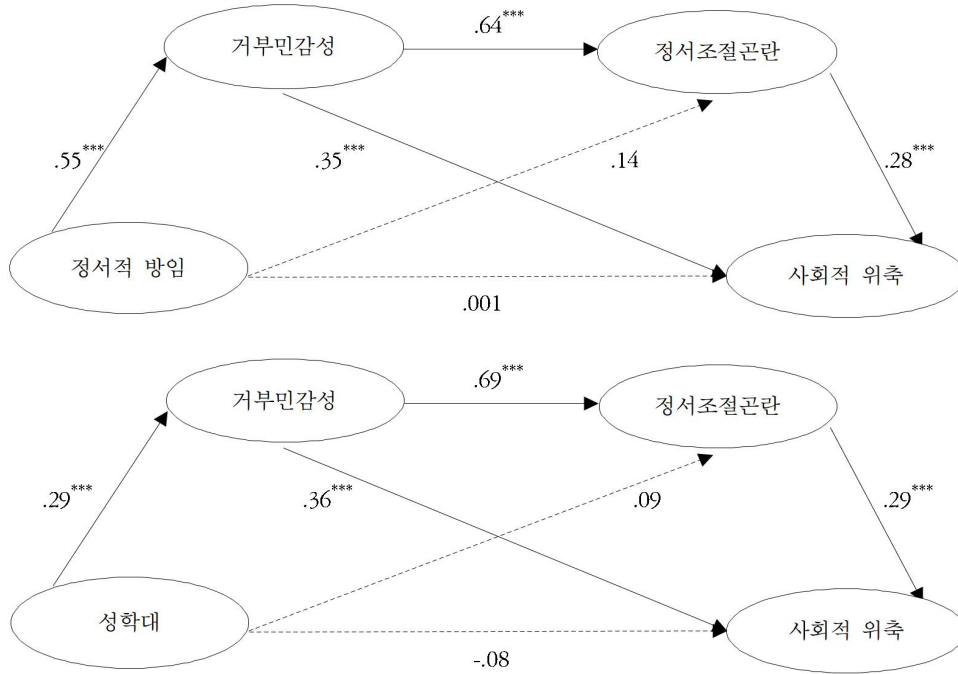 .64***
거부민감성
정서조절곤란
.55***
.35***
.14
.28***
정서적 방임
사회적 위축
.001
.69***
거부민감성
정서조절곤란
.29***
.36***
.09
.29***
성학대
사회적 위축
-.08